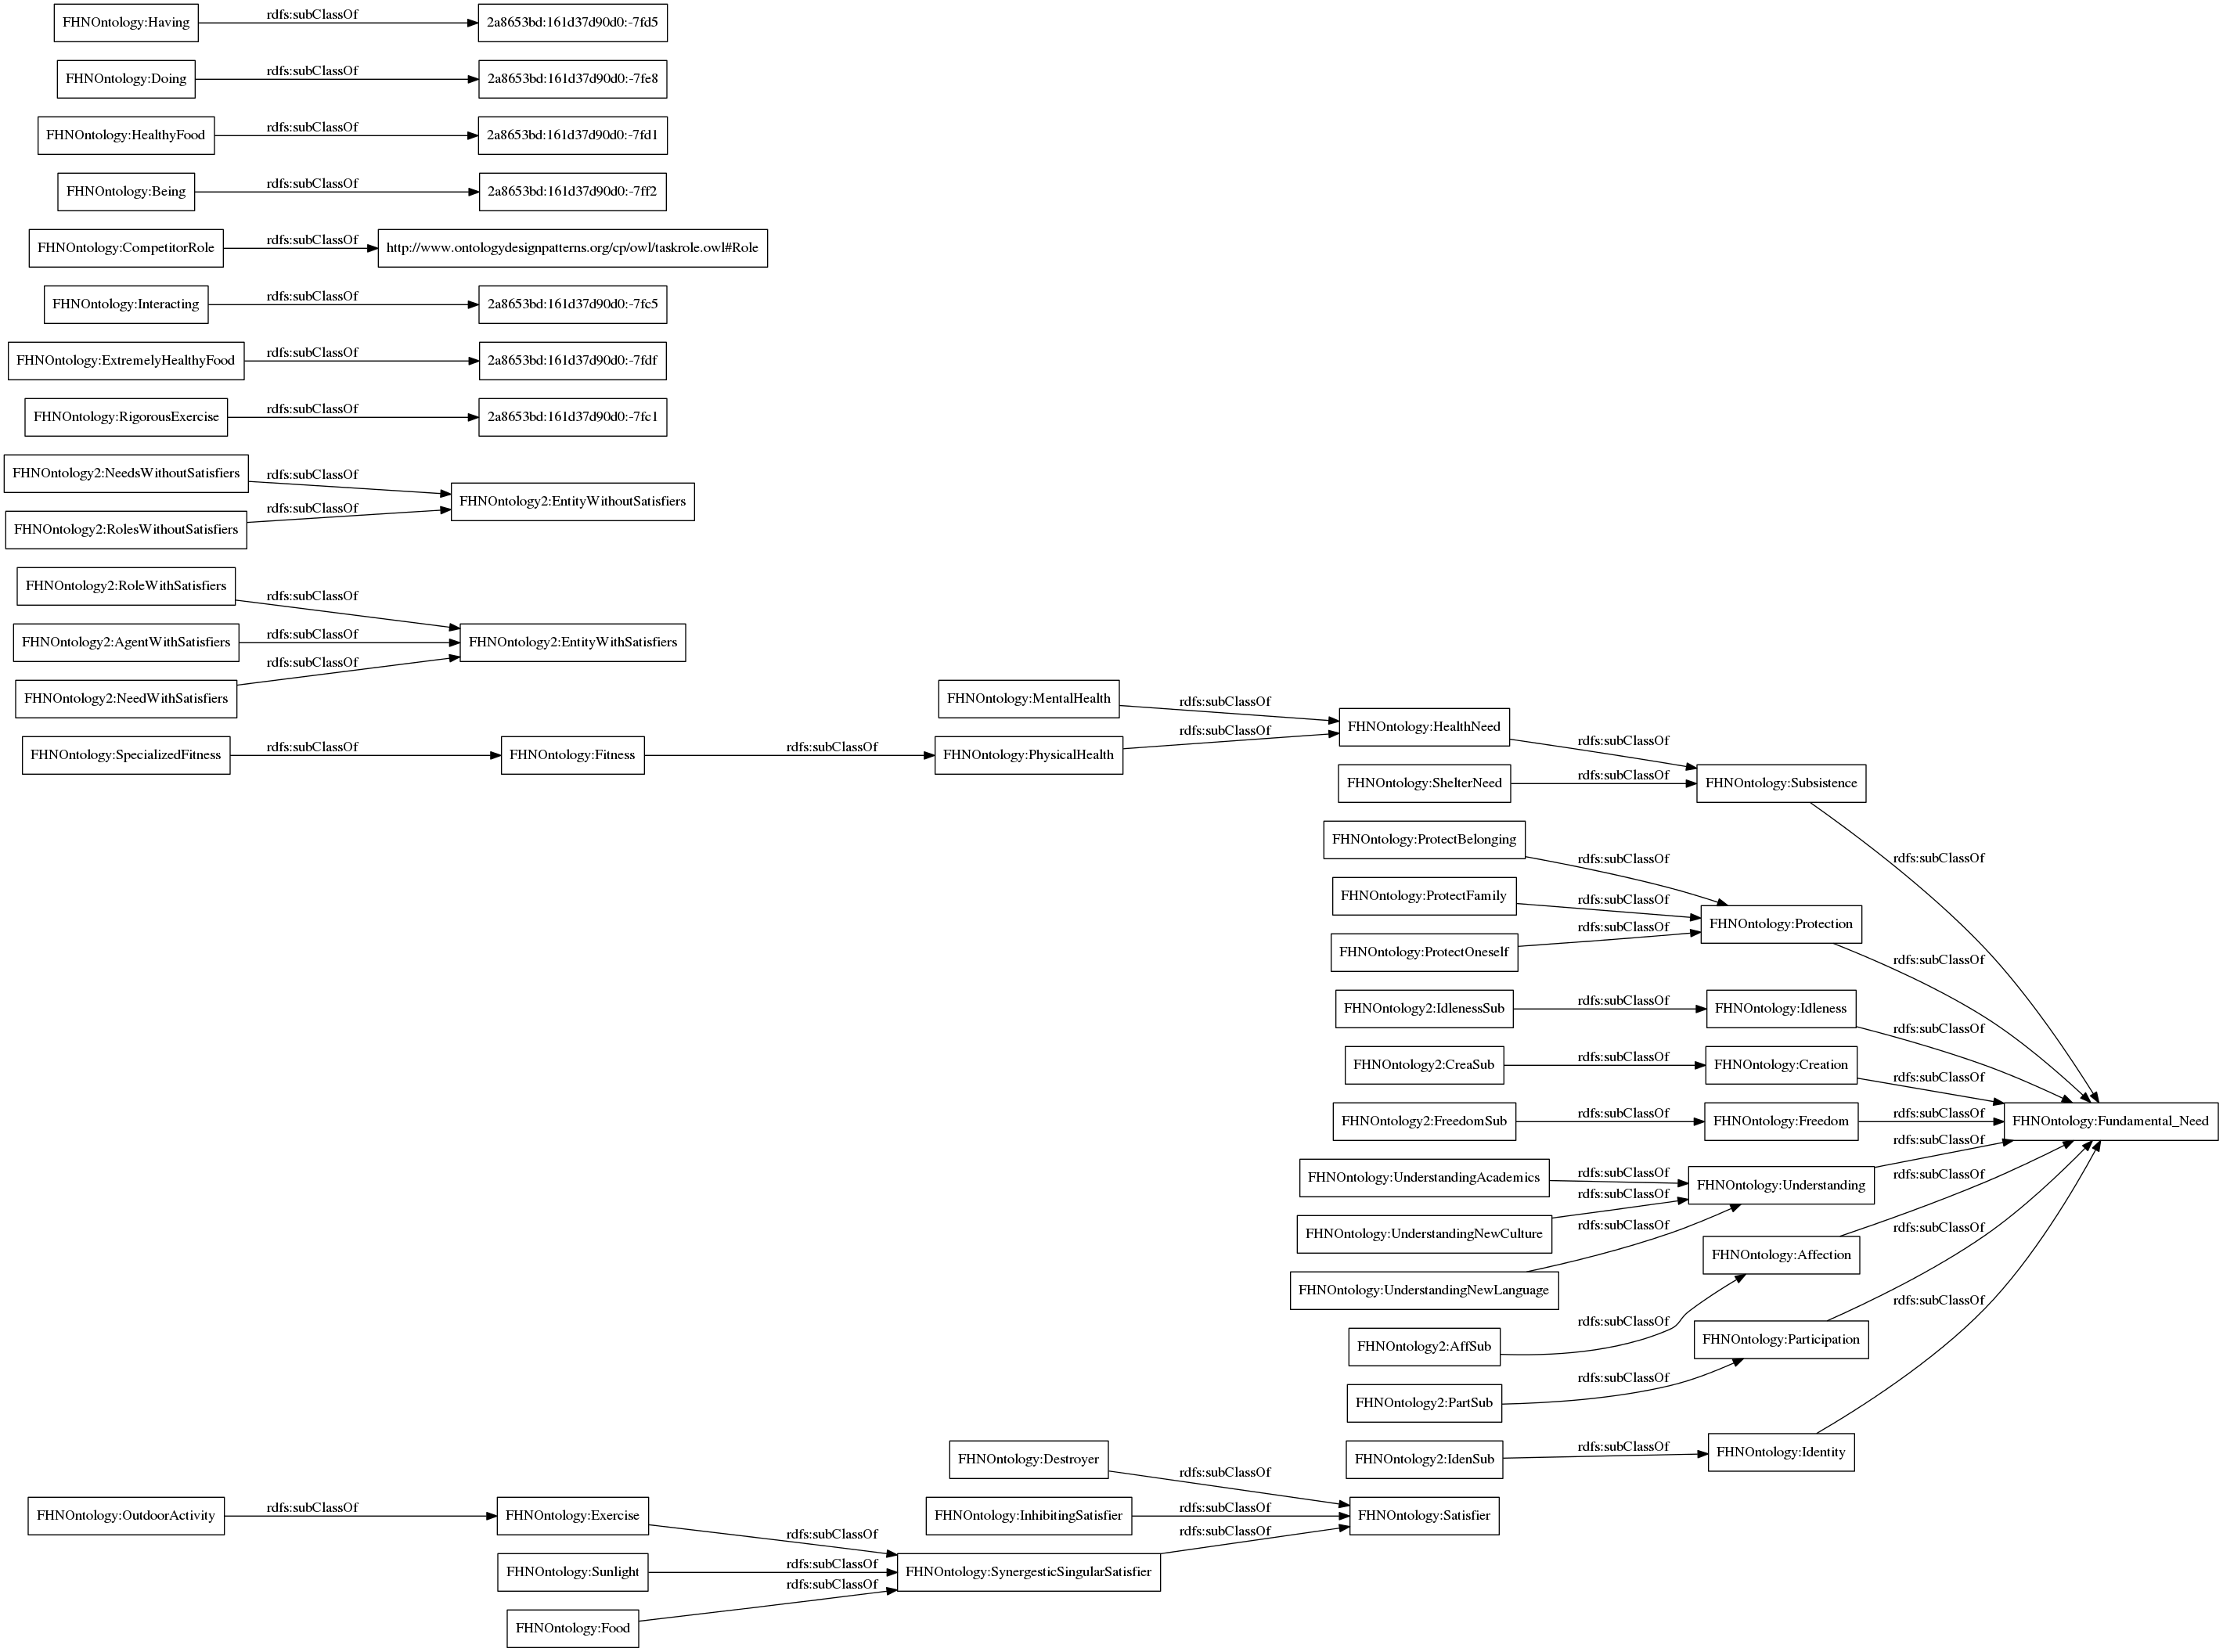 FHNOntology:Having
rdfs:subClassOf
2a8653bd:161d37d90d0:-7fd5
FHNOntology:Doing
rdfs:subClassOf
2a8653bd:161d37d90d0:-7fe8
FHNOntology:HealthyFood
rdfs:subClassOf
2a8653bd:161d37d90d0:-7fd1
FHNOntology:Being
rdfs:subClassOf
2a8653bd:161d37d90d0:-7ff2
FHNOntology:CompetitorRole
rdfs:subClassOf
http://www.ontologydesignpatterns.org/cp/owl/taskrole.owl#Role
FHNOntology:Interacting
rdfs:subClassOf
2a8653bd:161d37d90d0:-7fc5
FHNOntology:ExtremelyHealthyFood
rdfs:subClassOf
2a8653bd:161d37d90d0:-7fdf
FHNOntology:RigorousExercise
rdfs:subClassOf
2a8653bd:161d37d90d0:-7fc1
FHNOntology2:NeedsWithoutSatisfiers
rdfs:subClassOf
FHNOntology2:EntityWithoutSatisfiers
FHNOntology2:RolesWithoutSatisfiers
rdfs:subClassOf
FHNOntology2:RoleWithSatisfiers
rdfs:subClassOf
FHNOntology2:AgentWithSatisfiers
rdfs:subClassOf
FHNOntology2:EntityWithSatisfiers
FHNOntology2:NeedWithSatisfiers
rdfs:subClassOf
FHNOntology:MentalHealth
rdfs:subClassOf
FHNOntology:HealthNeed
rdfs:subClassOf
FHNOntology:SpecializedFitness
rdfs:subClassOf
FHNOntology:Fitness
rdfs:subClassOf
FHNOntology:PhysicalHealth
rdfs:subClassOf
FHNOntology:ShelterNeed
rdfs:subClassOf
FHNOntology:Subsistence
rdfs:subClassOf
FHNOntology:ProtectBelonging
rdfs:subClassOf
FHNOntology:ProtectFamily
rdfs:subClassOf
FHNOntology:Protection
rdfs:subClassOf
FHNOntology:ProtectOneself
rdfs:subClassOf
FHNOntology2:IdlenessSub
rdfs:subClassOf
FHNOntology:Idleness
rdfs:subClassOf
FHNOntology2:CreaSub
rdfs:subClassOf
FHNOntology:Creation
rdfs:subClassOf
FHNOntology2:FreedomSub
rdfs:subClassOf
FHNOntology:Freedom
rdfs:subClassOf
FHNOntology:Fundamental_Need
FHNOntology:UnderstandingAcademics
rdfs:subClassOf
FHNOntology:Understanding
rdfs:subClassOf
FHNOntology:UnderstandingNewCulture
rdfs:subClassOf
FHNOntology:UnderstandingNewLanguage
rdfs:subClassOf
FHNOntology:Affection
rdfs:subClassOf
FHNOntology2:AffSub
rdfs:subClassOf
FHNOntology:Participation
rdfs:subClassOf
FHNOntology2:PartSub
rdfs:subClassOf
FHNOntology2:IdenSub
rdfs:subClassOf
FHNOntology:Identity
rdfs:subClassOf
FHNOntology:Destroyer
rdfs:subClassOf
FHNOntology:InhibitingSatisfier
rdfs:subClassOf
FHNOntology:Satisfier
FHNOntology:OutdoorActivity
rdfs:subClassOf
FHNOntology:Exercise
rdfs:subClassOf
FHNOntology:Sunlight
rdfs:subClassOf
FHNOntology:SynergesticSingularSatisfier
rdfs:subClassOf
FHNOntology:Food
rdfs:subClassOf